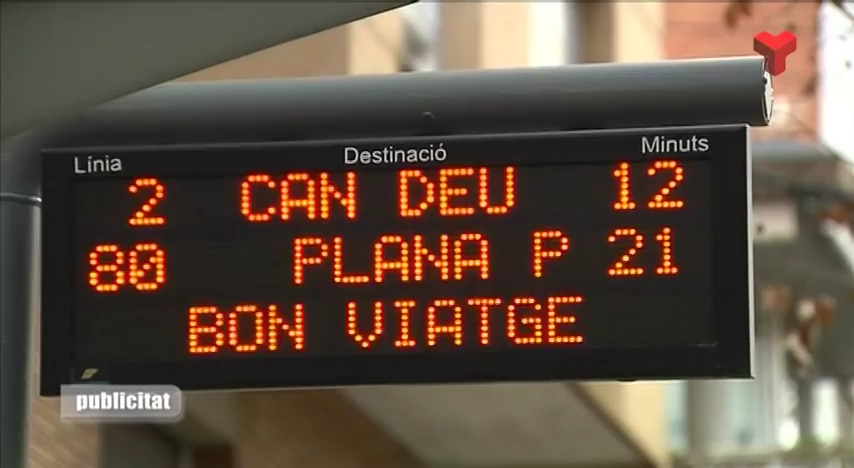 Línia Destinació Minuts
2 CAN DEU 12
80 PLANA P 21
BON VIATGE
publicitat